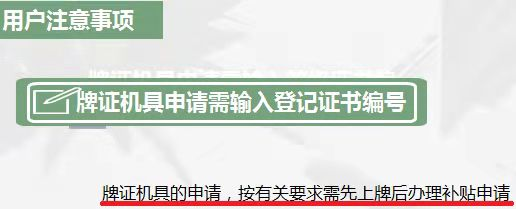 用户注意事项
牌证机具申请需输入登记证书编号
牌证机具的申请，按有关要求需先上牌后办理补贴申请